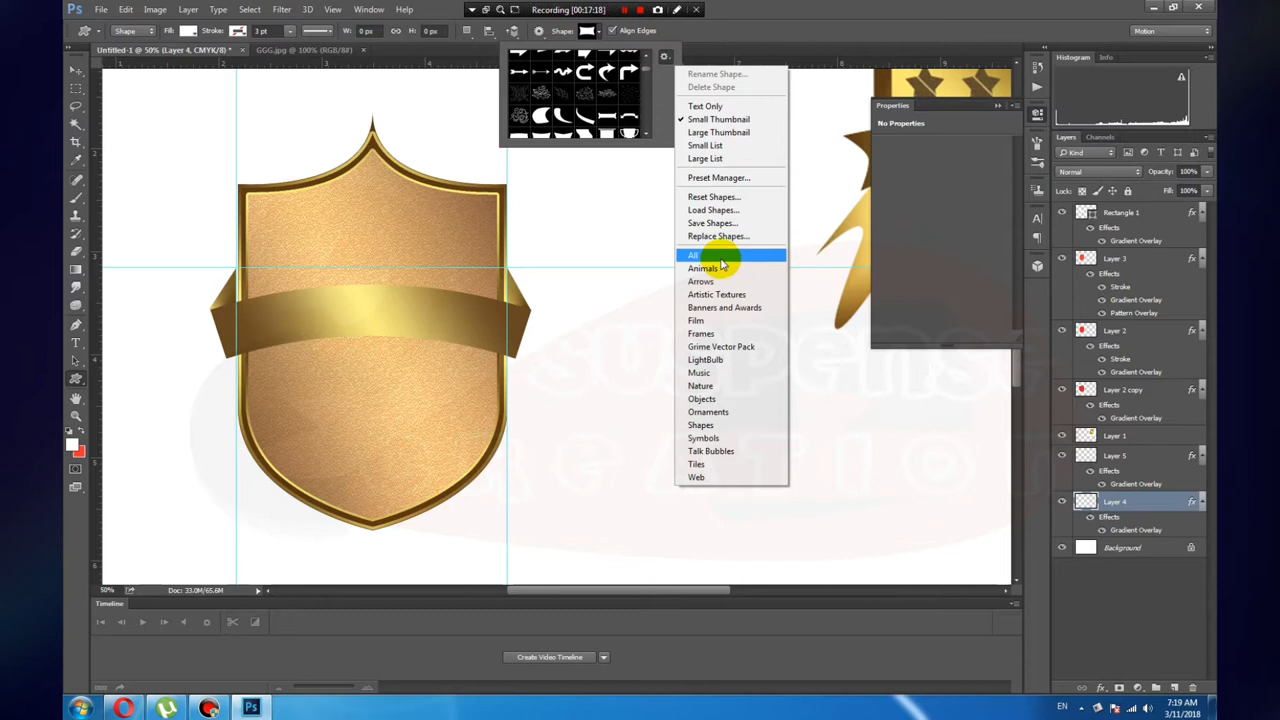 Ps File Edit Image Layer Type Select Filter 3D View Window Help
Recording [00:17:18]
Shape Fill: Stroke: 3 pt W: 0 px H: 0 px Shape: Align Edges Motion
Untitled-1 @ 50% (Layer 4, CMYK/8) * × GGG.jpg @ 100% (RGB/8#) ×
Rename Shape...
Delete Shape
Text Only
Small Thumbnail
Large Thumbnail
Small List
Large List
Preset Manager...
Reset Shapes...
Load Shapes...
Save Shapes...
Replace Shapes...
All
Animals
Arrows
Artistic Textures
Banners and Awards
Film
Frames
Grime Vector Pack
LightBulb
Music
Nature
Objects
Ornaments
Shapes
Symbols
Talk Bubbles
Tiles
Web
Properties
No Properties
Histogram Info
Layers Channels
Kind
Normal Opacity: 100%
Lock: Fill: 100%
Rectangle 1 fx
Effects
Gradient Overlay
Layer 3 fx
Effects
Stroke
Gradient Overlay
Pattern Overlay
Layer 2 fx
Effects
Stroke
Gradient Overlay
Layer 2 copy fx
Effects
Gradient Overlay
Layer 1
Layer 5 fx
Effects
Gradient Overlay
Layer 4 fx
Effects
Gradient Overlay
Background
50% Doc: 33.0M/65.6M
Timeline
Create Video Timeline
EN 7:19 AM
3/11/2018